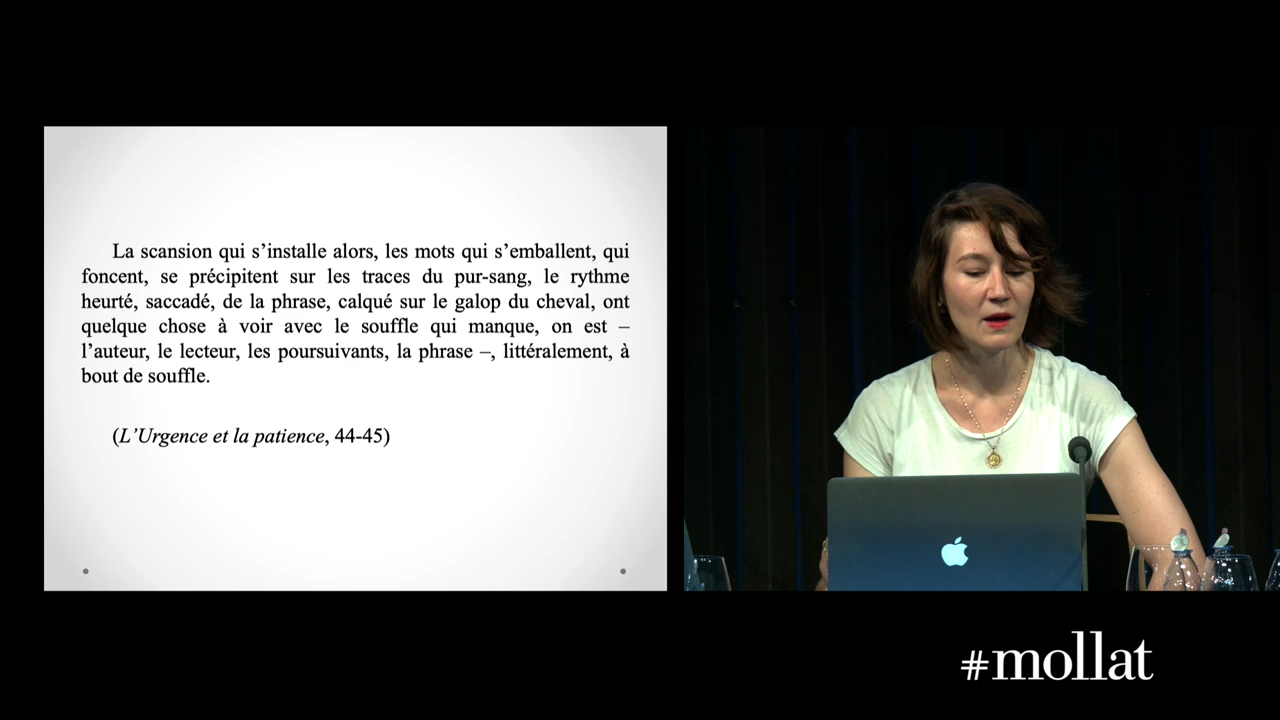 La scansion qui s’installe alors, les mots qui s’emballent, qui
foncent, se précipitent sur les traces du pur-sang, le rythme
heurté, saccadé, de la phrase, calqué sur le galop du cheval, ont
quelque chose à voir avec le souffle qui manque, on est –
l’auteur, le lecteur, les poursuivants, la phrase –, littéralement, à
bout de souffle.
(L’Urgence et la patience, 44-45)
#mollat